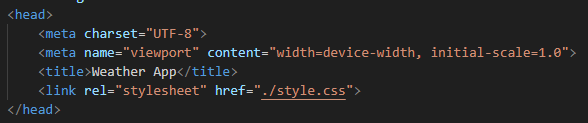 <head>
    <meta charset="UTF-8">
    <meta name="viewport" content="width=device-width, initial-scale=1.0">
    <title>Weather App</title>
    <link rel="stylesheet" href="./style.css">
</head>